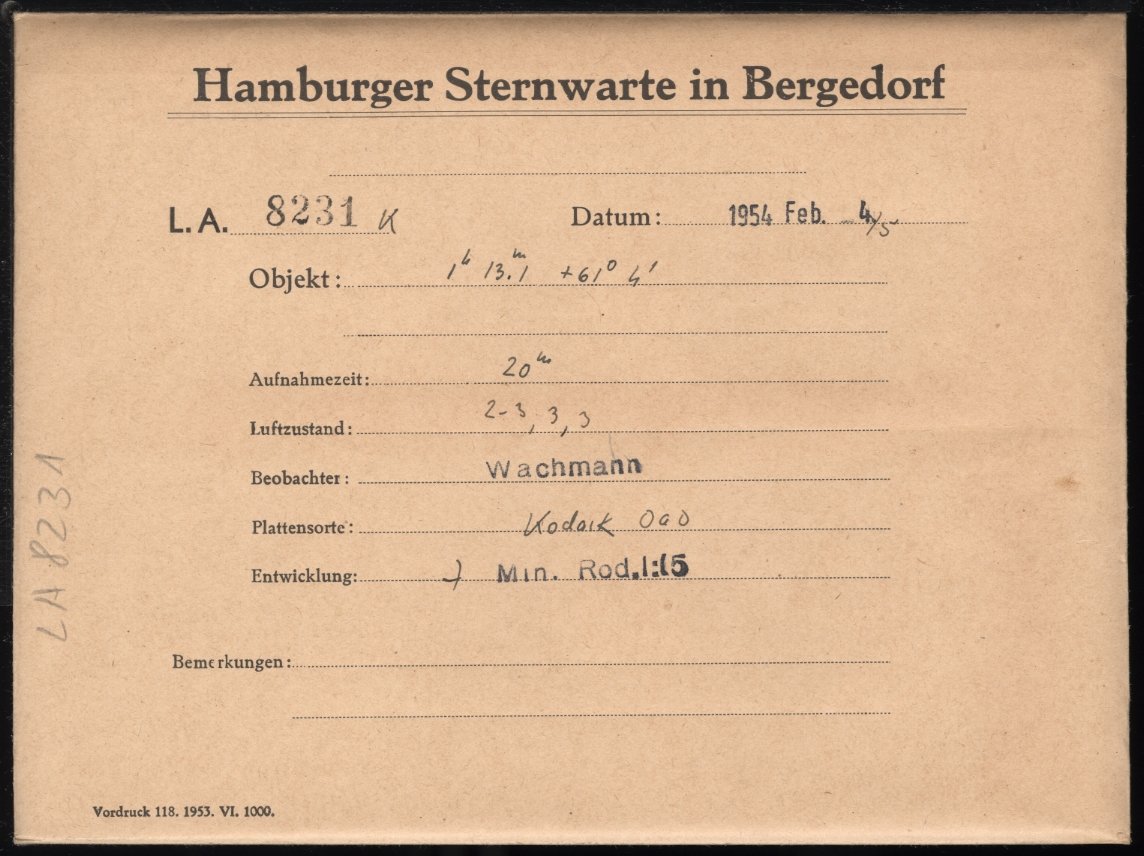 Hamburger Sternwarte in Bergedorf
L. A. 8231 K Datum: 1954 Feb. 4/5
Objekt: 1ʰ 13.ᵐ1 +61° 4'
Aufnahmezeit: 20ᵐ
Luftzustand: 2-3, 3, 3
Beobachter: Wachmann
Plattensorte: Kodak OaO
Entwicklung: Min. Rod. 1:15
Bemerkungen:
LA 8231
Vordruck 118. 1953. VI. 1000.